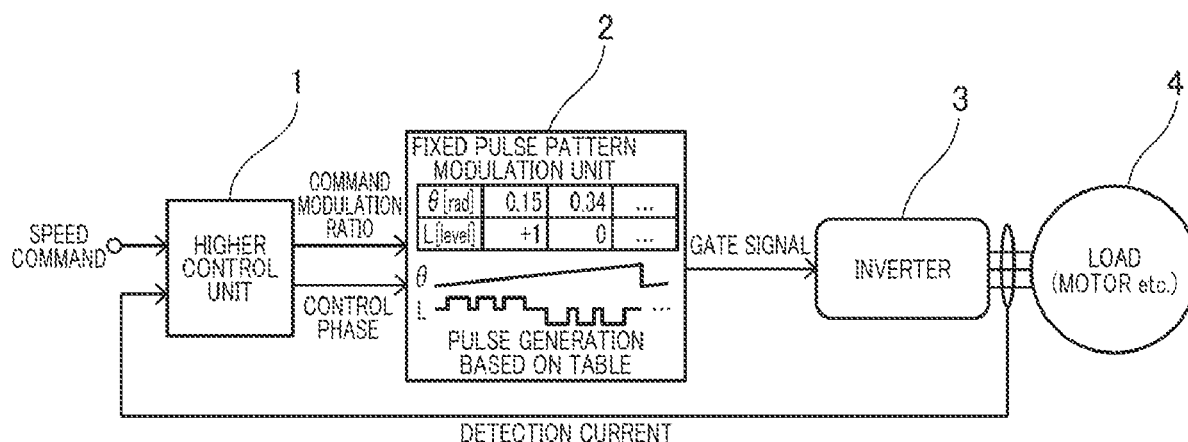 1
2
3
4
SPEED
COMMAND
HIGHER
CONTROL
UNIT
COMMAND
MODULATION
RATIO
CONTROL
PHASE
FIXED PULSE PATTERN
MODULATION UNIT
θ [rad] 0.15 0.34 ...
L [level] +1 0 ...
θ
L ...
PULSE GENERATION
BASED ON TABLE
GATE SIGNAL
INVERTER
LOAD
(MOTOR etc.)
DETECTION CURRENT